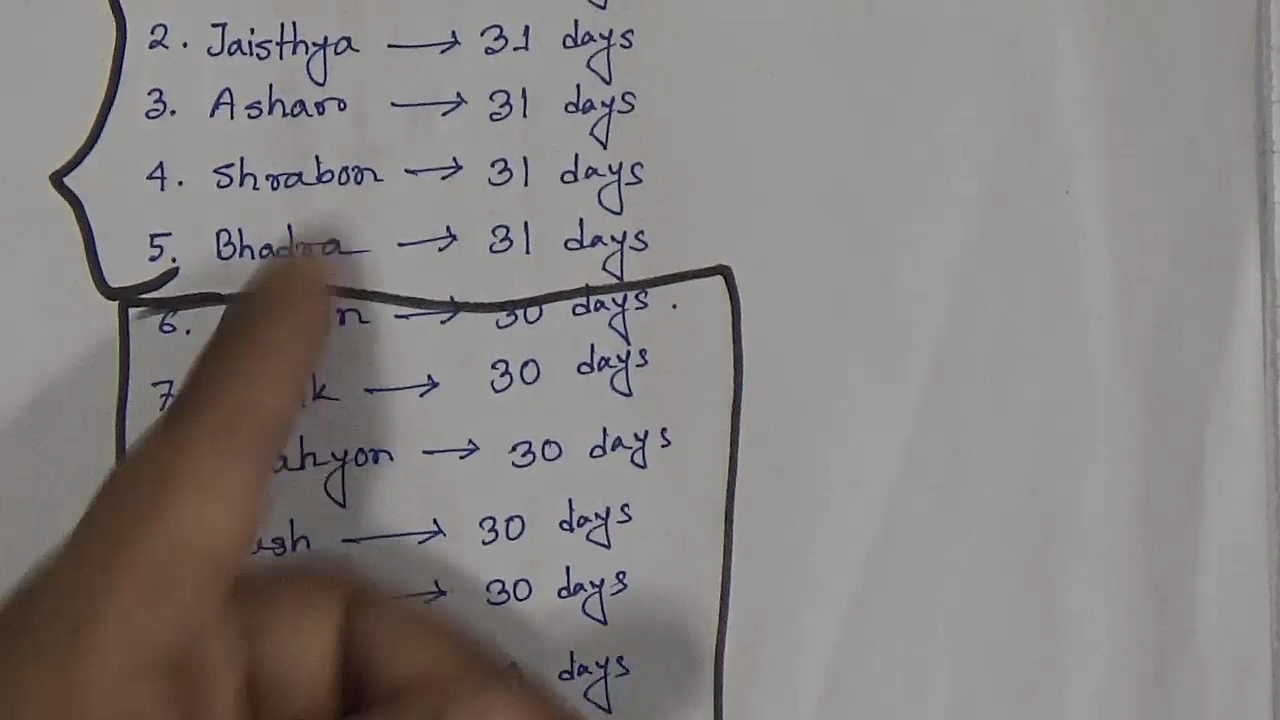 2. Jaisthya → 31 days
3. Asharo → 31 days
4. Shrabon → 31 days
5. Bhadra → 31 days
6. → 30 days.
7 → 30 days
→ 30 days
→ 30 days
→ 30 days
days